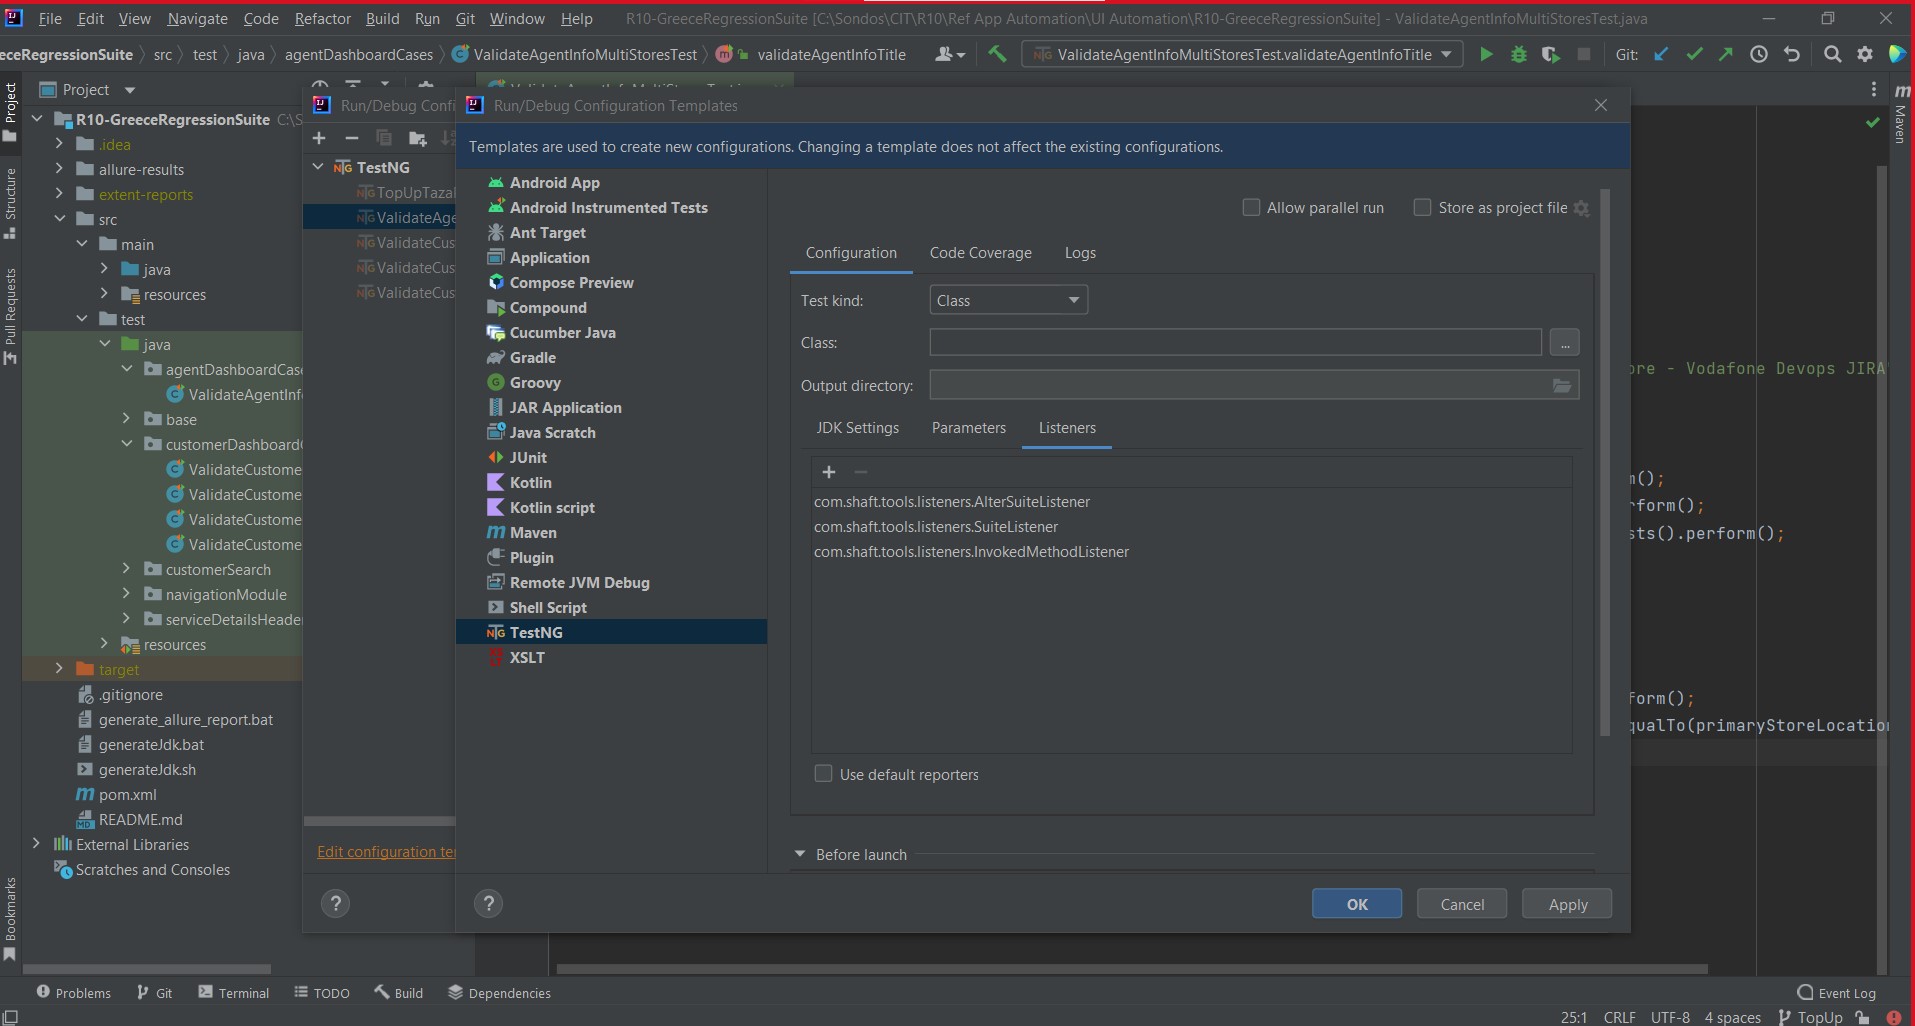 File Edit View Navigate Code Refactor Build Run Git Window Help R10-GreeceRegressionSuite [C:\Sondos\CIT\R10\Ref App Automation\UI Automation\R10-GreeceRegressionSuite] - ValidateAgentInfoMultiStoresTest.java
eceRegressionSuite src test java agentDashboardCases ValidateAgentInfoMultiStoresTest validateAgentInfoTitle ValidateAgentInfoMultiStoresTest.validateAgentInfoTitle Git:
Project
Structure
Pull Requests
Bookmarks
Maven
Project
R10-GreeceRegressionSuite C:\S
.idea
allure-results
extent-reports
src
main
java
resources
test
java
agentDashboardCase
ValidateAgentInf
base
customerDashboardC
ValidateCustome
ValidateCustome
ValidateCustome
ValidateCustome
customerSearch
navigationModule
serviceDetailsHeade
resources
target
.gitignore
generate_allure_report.bat
generateJdk.bat
generateJdk.sh
pom.xml
README.md
External Libraries
Scratches and Consoles
Run/Debug Confi
TestNG
TopUpTazal
ValidateAge
ValidateCus
ValidateCus
ValidateCus
Edit configuration te
Run/Debug Configuration Templates
Templates are used to create new configurations. Changing a template does not affect the existing configurations.
Android App
Android Instrumented Tests
Ant Target
Application
Compose Preview
Compound
Cucumber Java
Gradle
Groovy
JAR Application
Java Scratch
JUnit
Kotlin
Kotlin script
Maven
Plugin
Remote JVM Debug
Shell Script
TestNG
XSLT
Allow parallel run Store as project file
Configuration Code Coverage Logs
Test kind: Class
Class: ...
Output directory:
JDK Settings Parameters Listeners
com.shaft.tools.listeners.AlterSuiteListener
com.shaft.tools.listeners.SuiteListener
com.shaft.tools.listeners.InvokedMethodListener
Use default reporters
Before launch
OK Cancel Apply
ore - Vodafone Devops JIRA"
m();
rform();
sts().perform();
form();
qualTo(primaryStoreLocation
Problems Git Terminal TODO Build Dependencies Event Log
25:1 CRLF UTF-8 4 spaces TopUp